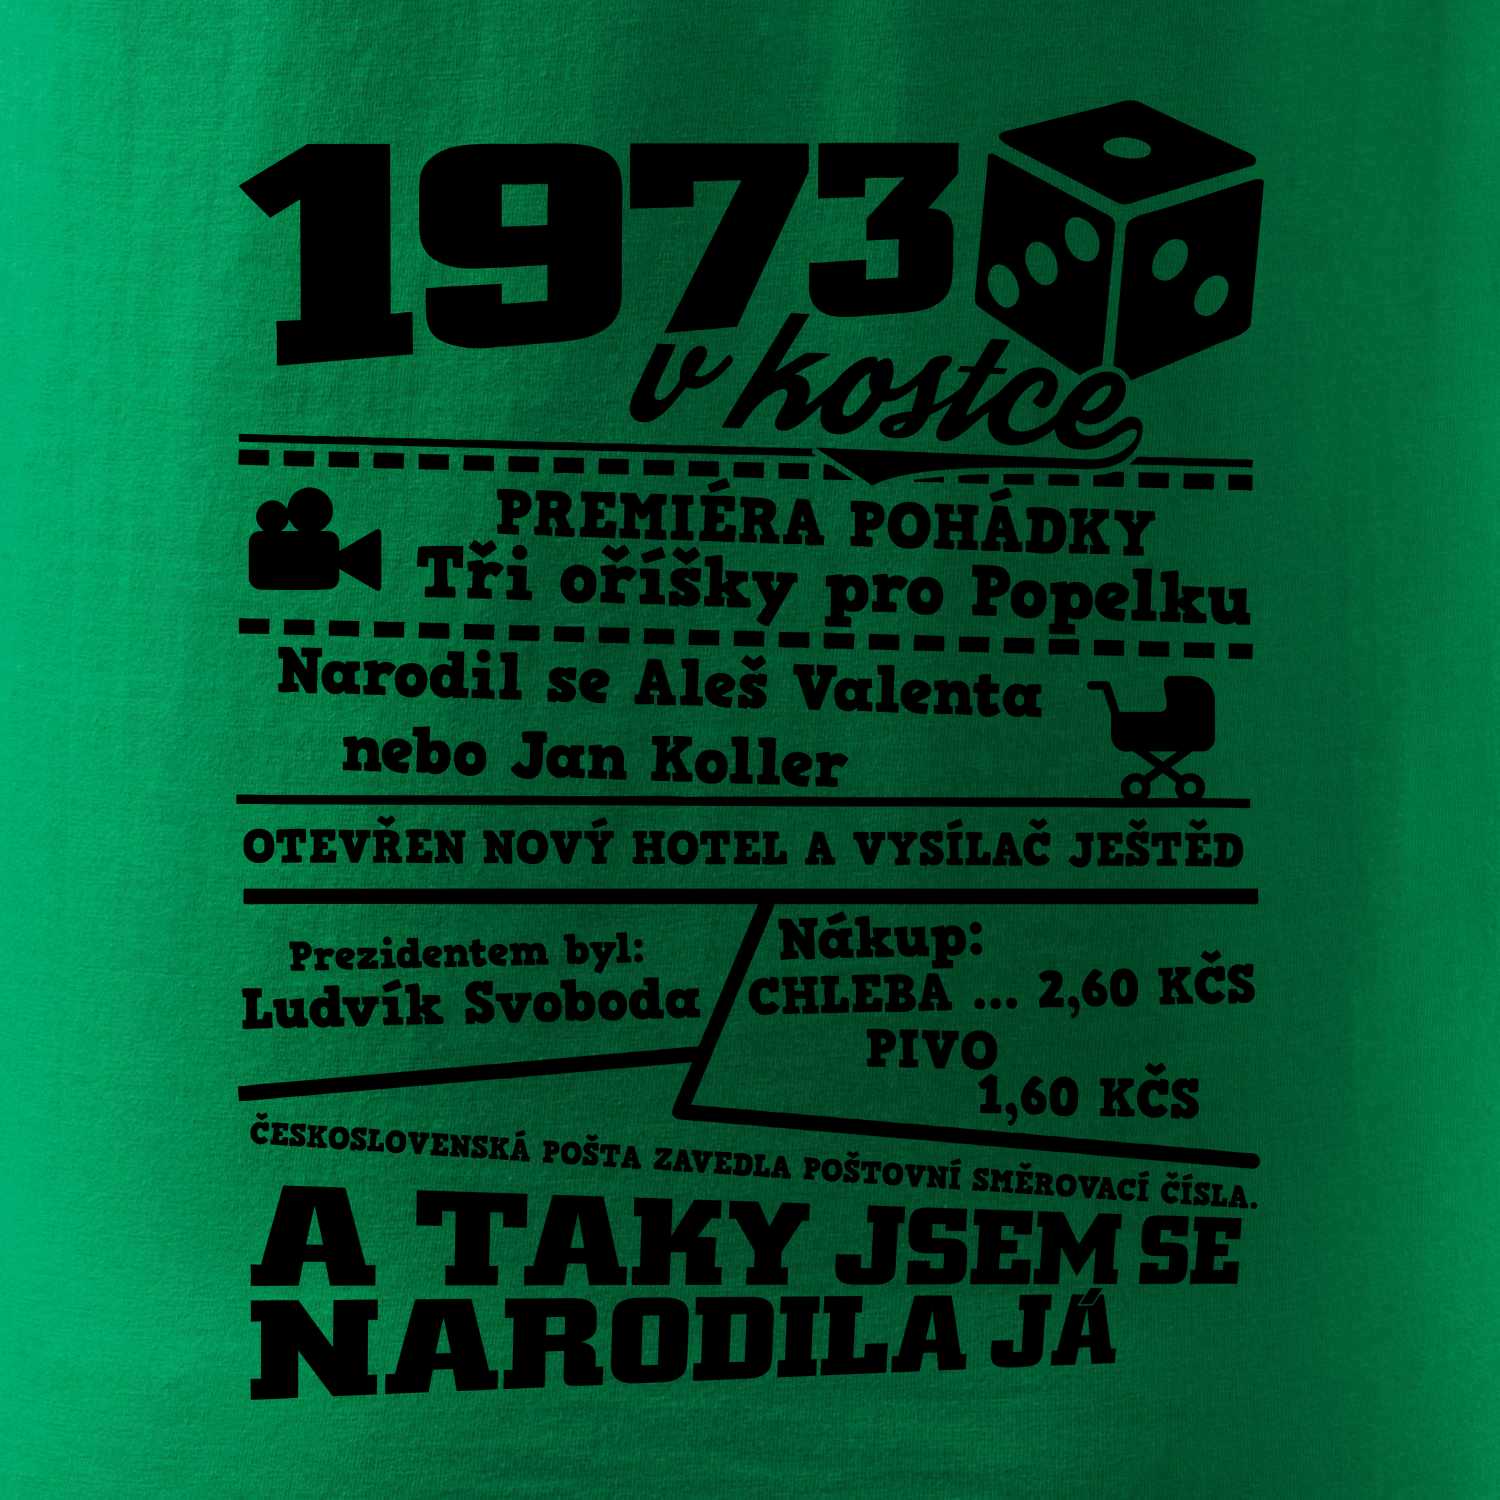 1973
v kostce
PREMIÉRA POHÁDKY
Tři oříšky pro Popelku
Narodil se Aleš Valenta
nebo Jan Koller
OTEVŘEN NOVÝ HOTEL A VYSÍLAČ JEŠTĚD
Prezidentem byl:
Ludvík Svoboda
Nákup:
CHLEBA ... 2,60 KČS
PIVO
1,60 KČS
ČESKOSLOVENSKÁ POŠTA ZAVEDLA POŠTOVNÍ SMĚROVACÍ ČÍSLA.
A TAKY JSEM SE
NARODILA JÁ